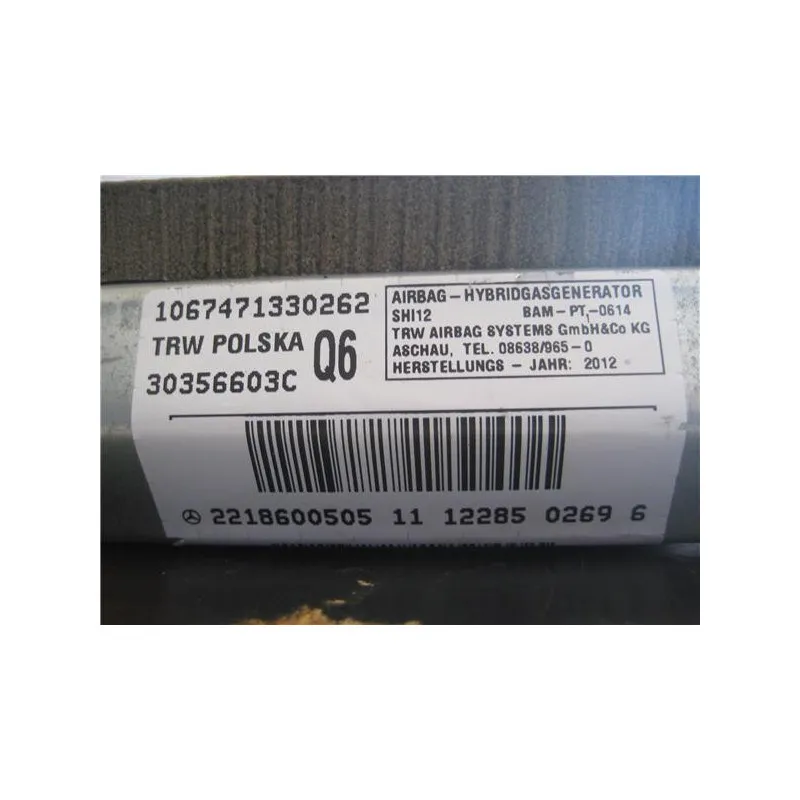 1067471330262
TRW POLSKA Q6
30356603C
AIRBAG - HYBRIDGASGENERATOR
SHI12 BAM - PT₁ - 0614
TRW AIRBAG SYSTEMS GmbH&Co KG
ASCHAU, TEL. 08638/965-0
HERSTELLUNGS - JAHR: 2012
2218600505 11 12285 0269 6